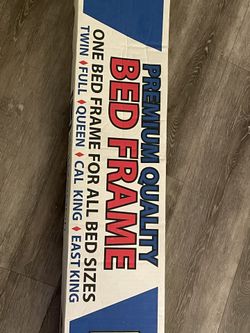 PREMIUM QUALITY
BED FRAME
ONE BED FRAME FOR ALL BED SIZES
TWIN ♦ FULL ♦ QUEEN ♦ CAL KING ♦ EAST KING